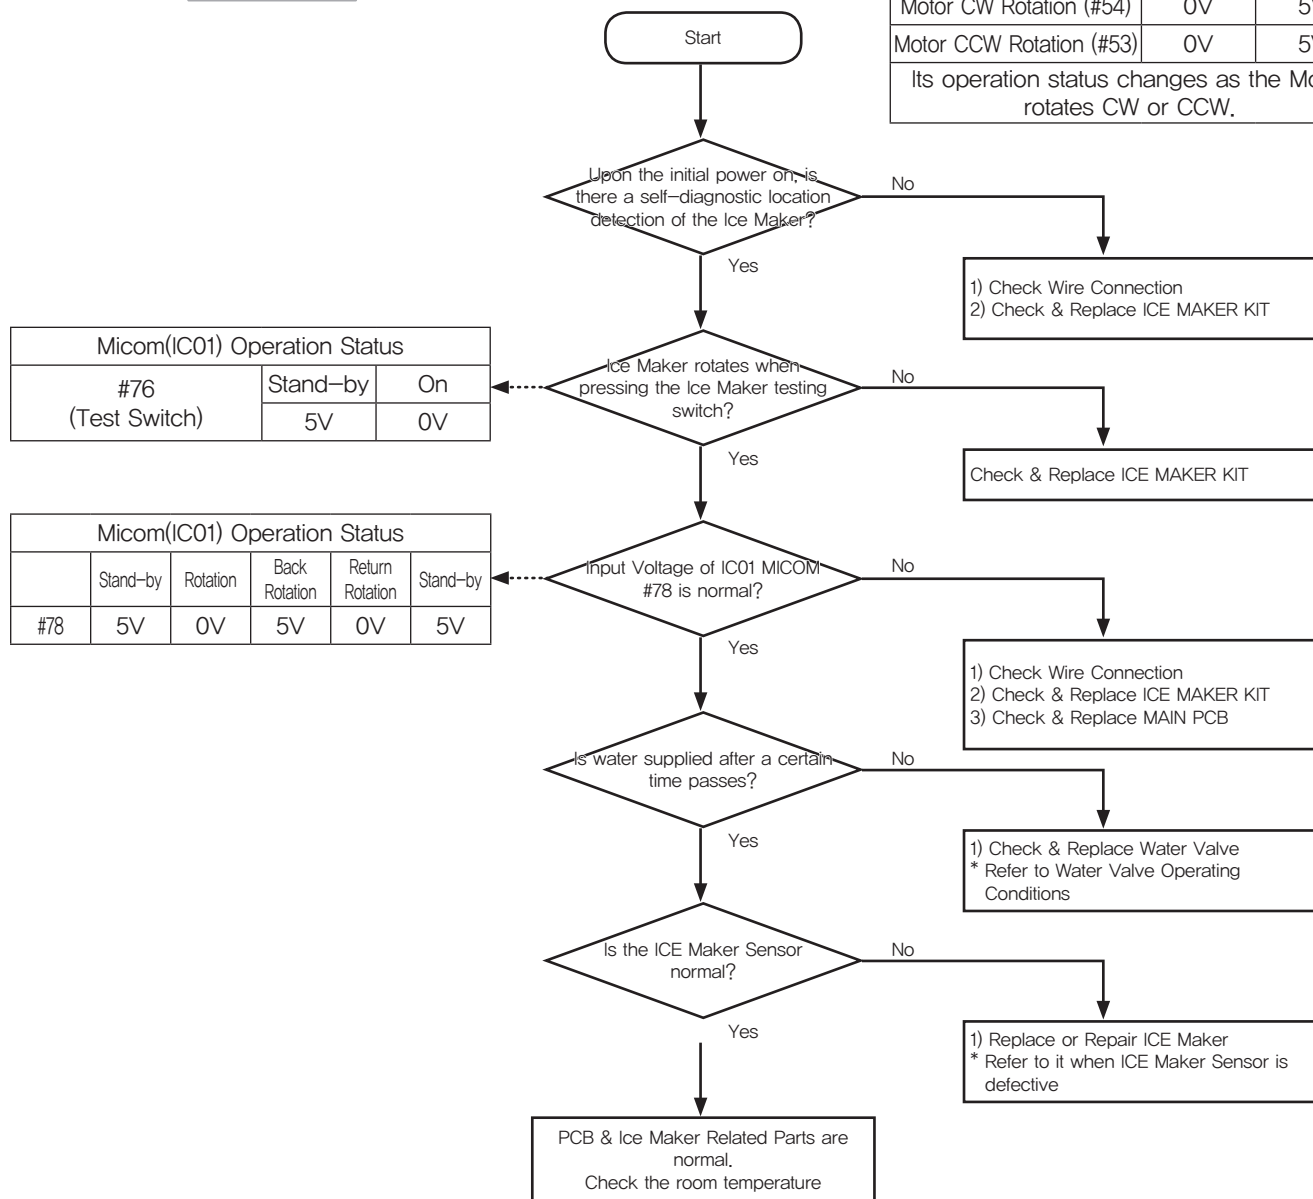 Start
Motor CW Rotation (#54) 0V
Motor CCW Rotation (#53) 0V
Its operation status changes as the
rotates CW or CCW.
Upon the initial power on, is
there a self-diagnostic location
detection of the Ice Maker?
No
Yes
1) Check Wire Connection
2) Check & Replace ICE MAKER KIT
Micom(IC01) Operation Status
#76
(Test Switch)
Stand-by On
5V 0V
Ice Maker rotates when
pressing the Ice Maker testing
switch?
No
Yes
Check & Replace ICE MAKER KIT
Micom(IC01) Operation Status
Stand-by Rotation Back Rotation Return Rotation Stand-by
#78 5V 0V 5V 0V 5V
Input Voltage of IC01 MICOM
#78 is normal?
No
Yes
1) Check Wire Connection
2) Check & Replace ICE MAKER KIT
3) Check & Replace MAIN PCB
Is water supplied after a certain
time passes?
No
Yes
1) Check & Replace Water Valve
* Refer to Water Valve Operating
Conditions
Is the ICE Maker Sensor
normal?
No
Yes
1) Replace or Repair ICE Maker
* Refer to it when ICE Maker Sensor is
defective
PCB & Ice Maker Related Parts are
normal.
Check the room temperature